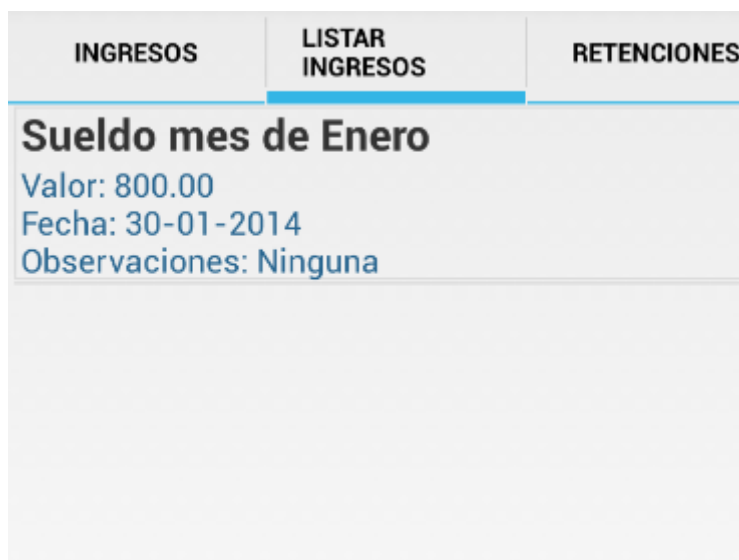 INGRESOS
LISTAR
INGRESOS
RETENCIONES
Sueldo mes de Enero
Valor: 800.00
Fecha: 30-01-2014
Observaciones: Ninguna